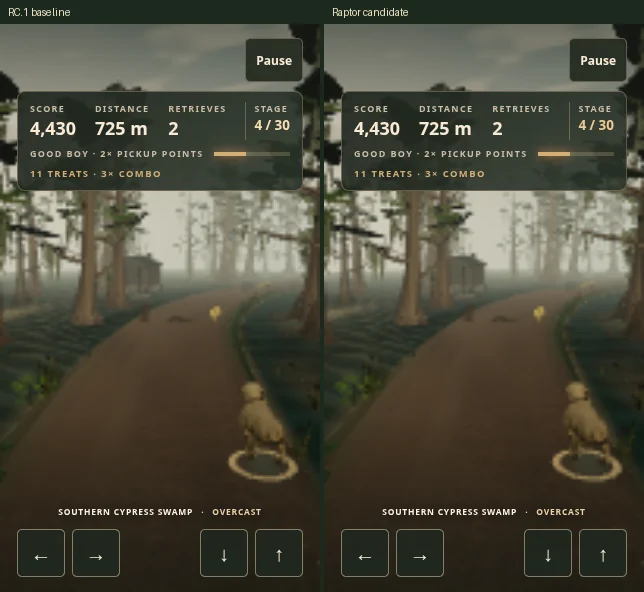 RC.1 baseline
Pause
SCORE DISTANCE RETRIEVES STAGE
4,430 725 m 2 4 / 30
GOOD BOY · 2× PICKUP POINTS
11 TREATS · 3× COMBO
SOUTHERN CYPRESS SWAMP · OVERCAST
← → ↓ ↑
Raptor candidate
Pause
SCORE DISTANCE RETRIEVES STAGE
4,430 725 m 2 4 / 30
GOOD BOY · 2× PICKUP POINTS
11 TREATS · 3× COMBO
SOUTHERN CYPRESS SWAMP · OVERCAST
← → ↓ ↑